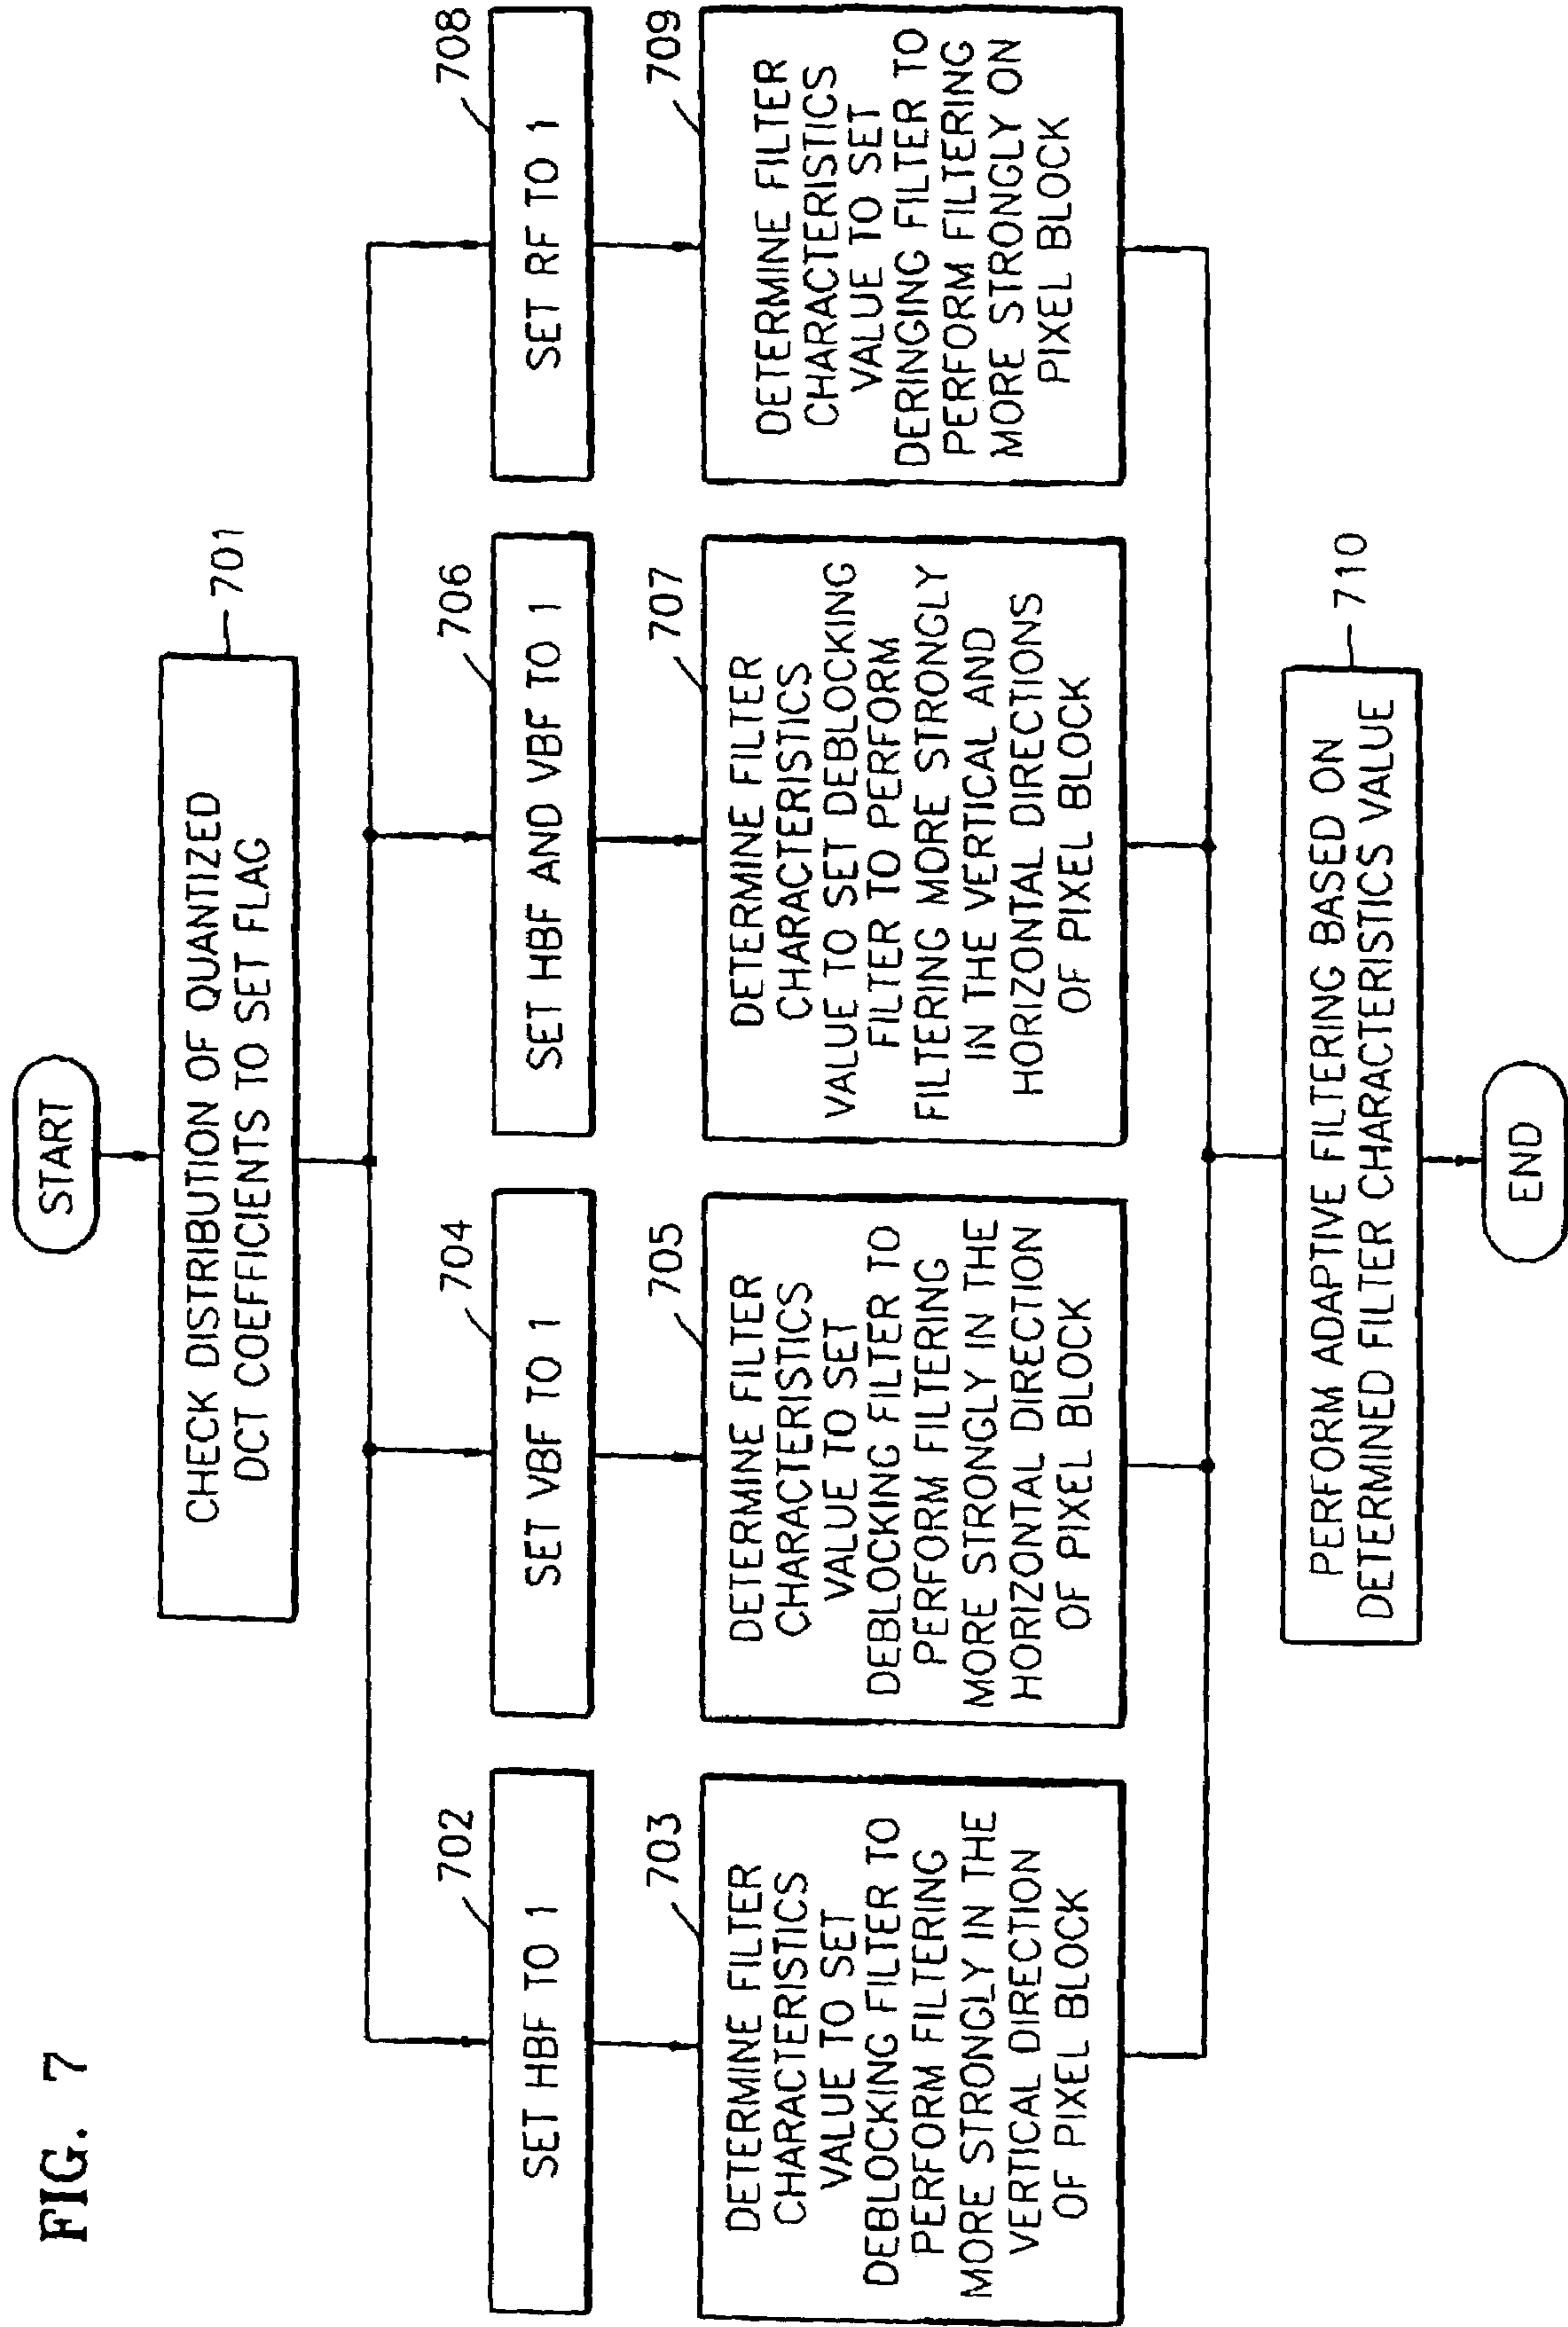 FIG. 7
START
CHECK DISTRIBUTION OF QUANTIZED
DCT COEFFICIENTS TO SET FLAG
701
702
SET HBF TO 1
704
SET VBF TO 1
706
SET HBF AND VBF TO 1
708
SET RF TO 1
703
DETERMINE FILTER
CHARACTERISTICS
VALUE TO SET
DEBLOCKING FILTER TO
PERFORM FILTERING
MORE STRONGLY IN THE
VERTICAL DIRECTION
OF PIXEL BLOCK
705
DETERMINE FILTER
CHARACTERISTICS
VALUE TO SET
DEBLOCKING FILTER TO
PERFORM FILTERING
MORE STRONGLY IN THE
HORIZONTAL DIRECTION
OF PIXEL BLOCK
707
DETERMINE FILTER
CHARACTERISTICS
VALUE TO SET DEBLOCKING
FILTER TO PERFORM
FILTERING MORE STRONGLY
IN THE VERTICAL AND
HORIZONTAL DIRECTIONS
OF PIXEL BLOCK
709
DETERMINE FILTER
CHARACTERISTICS
VALUE TO SET
DERINGING FILTER TO
PERFORM FILTERING
MORE STRONGLY ON
PIXEL BLOCK
PERFORM ADAPTIVE FILTERING BASED ON
DETERMINED FILTER CHARACTERISTICS VALUE
710
END